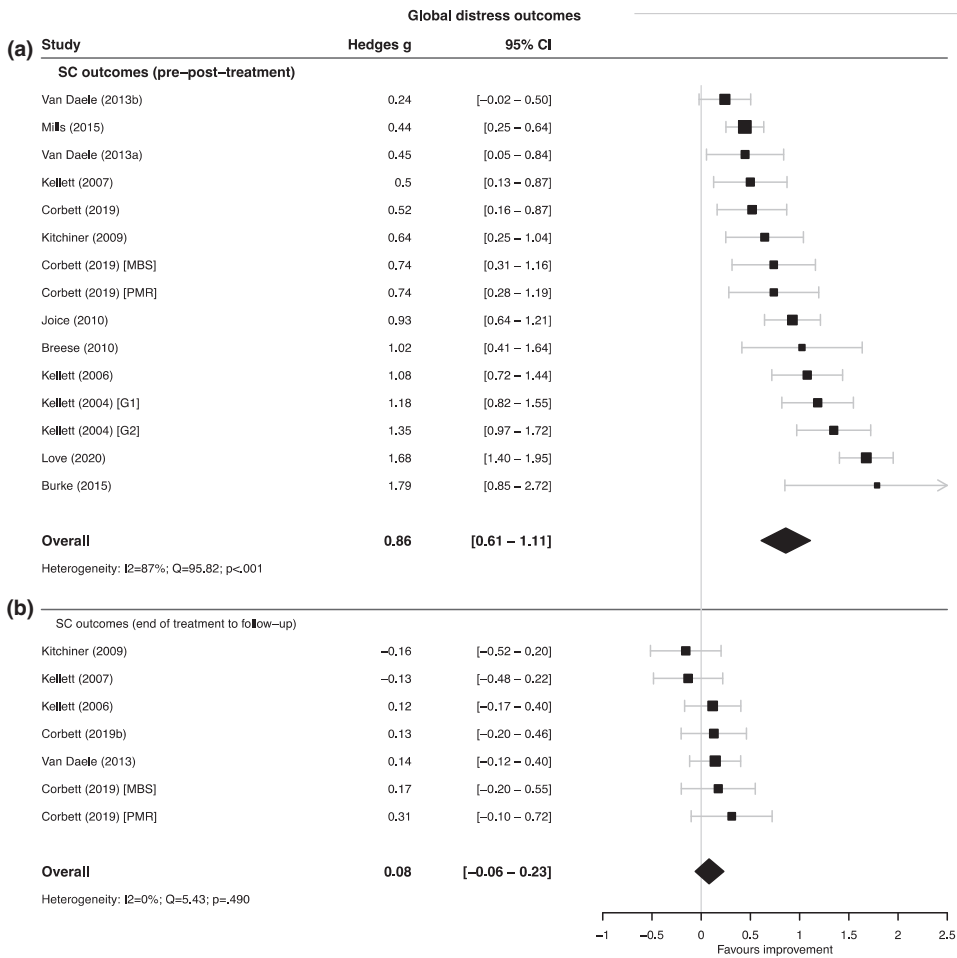 Global distress outcomes
(a) Study Hedges g 95% CI
SC outcomes (pre–post–treatment)
Van Daele (2013b) 0.24 [−0.02 – 0.50]
Mills (2015) 0.44 [0.25 – 0.64]
Van Daele (2013a) 0.45 [0.05 – 0.84]
Kellett (2007) 0.5 [0.13 – 0.87]
Corbett (2019) 0.52 [0.16 – 0.87]
Kitchiner (2009) 0.64 [0.25 – 1.04]
Corbett (2019) [MBS] 0.74 [0.31 – 1.16]
Corbett (2019) [PMR] 0.74 [0.28 – 1.19]
Joice (2010) 0.93 [0.64 – 1.21]
Breese (2010) 1.02 [0.41 – 1.64]
Kellett (2006) 1.08 [0.72 – 1.44]
Kellett (2004) [G1] 1.18 [0.82 – 1.55]
Kellett (2004) [G2] 1.35 [0.97 – 1.72]
Love (2020) 1.68 [1.40 – 1.95]
Burke (2015) 1.79 [0.85 – 2.72]
Overall 0.86 [0.61 – 1.11]
Heterogeneity: I2=87%; Q=95.82; p<.001
(b)
SC outcomes (end of treatment to follow–up)
Kitchiner (2009) −0.16 [−0.52 – 0.20]
Kellett (2007) −0.13 [−0.48 – 0.22]
Kellett (2006) 0.12 [−0.17 – 0.40]
Corbett (2019b) 0.13 [−0.20 – 0.46]
Van Daele (2013) 0.14 [−0.12 – 0.40]
Corbett (2019) [MBS] 0.17 [−0.20 – 0.55]
Corbett (2019) [PMR] 0.31 [−0.10 – 0.72]
Overall 0.08 [−0.06 – 0.23]
Heterogeneity: I2=0%; Q=5.43; p=.490
−1 −0.5 0 0.5 1 1.5 2 2.5
Favours improvement